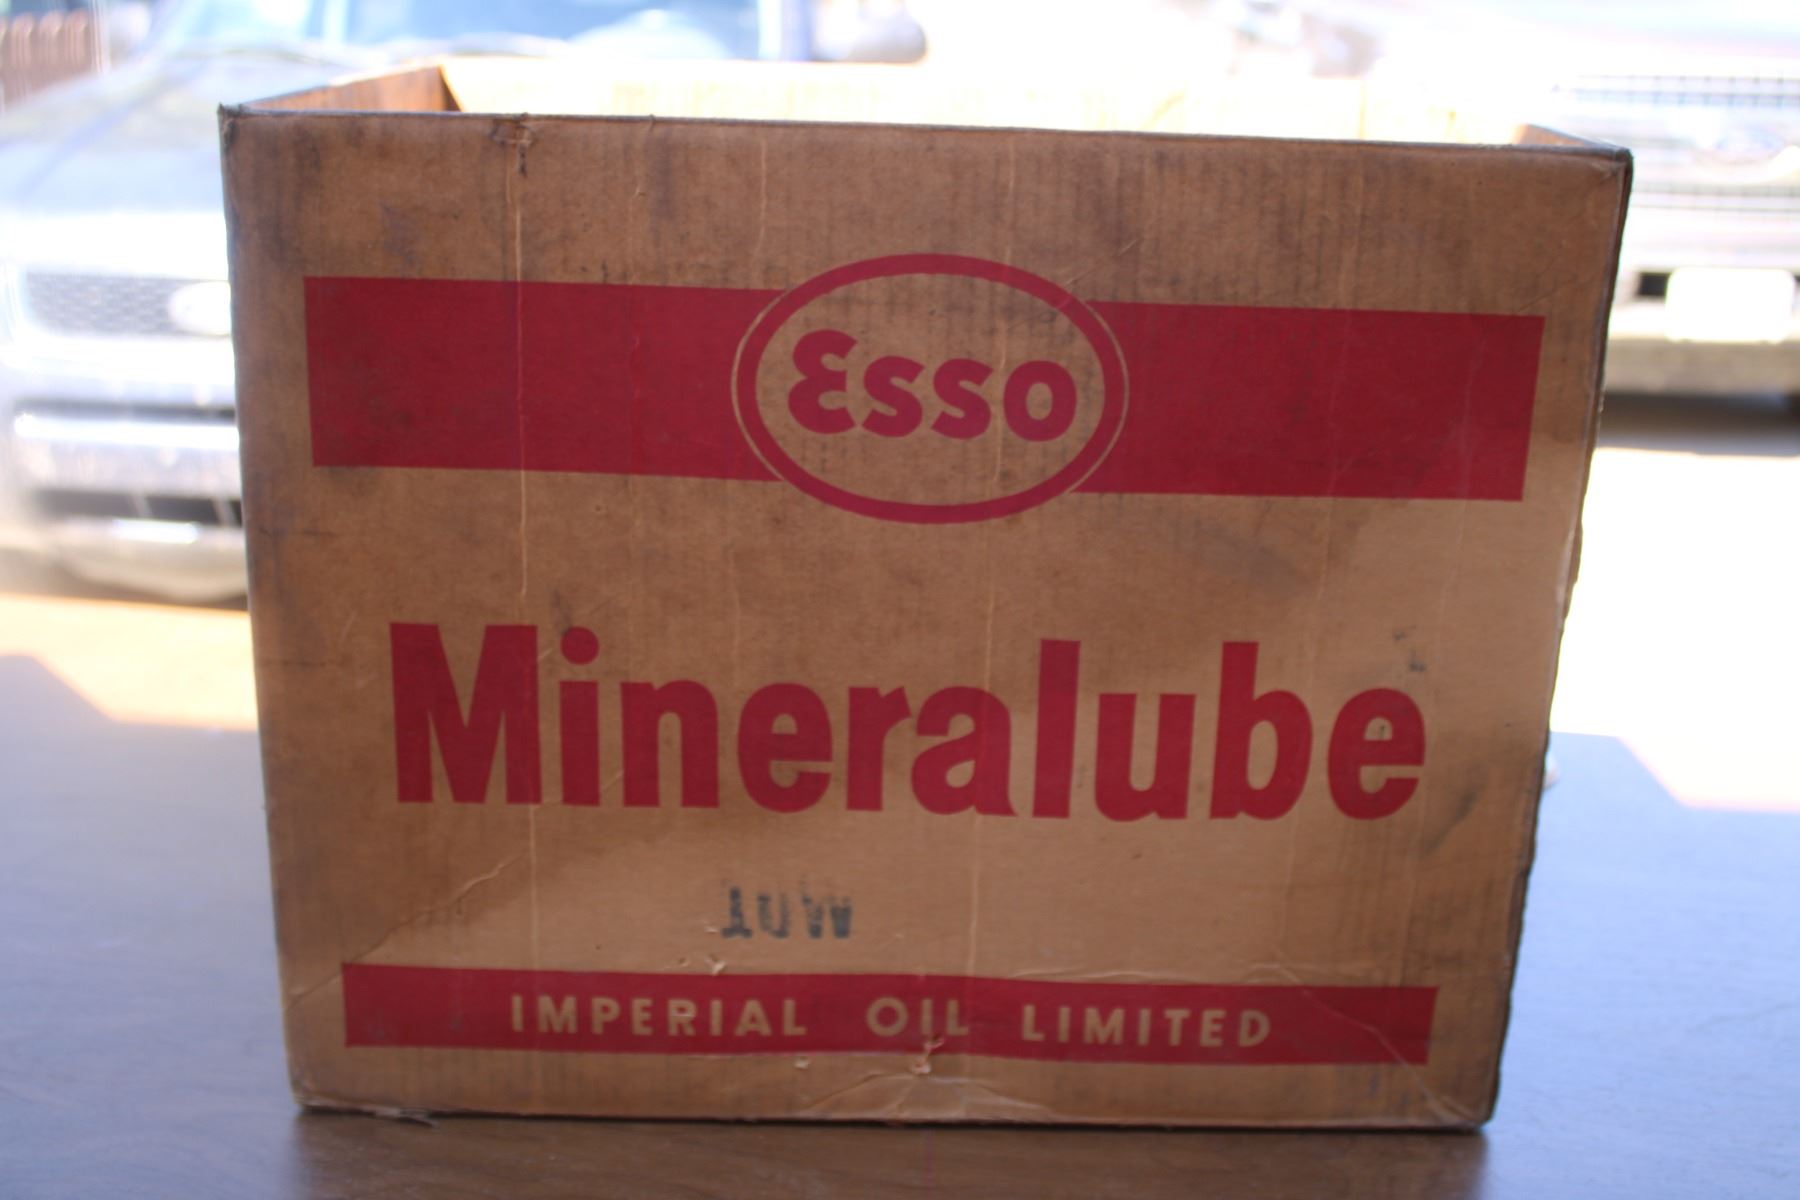 Esso
Mineralube
10W
IMPERIAL OIL LIMITED